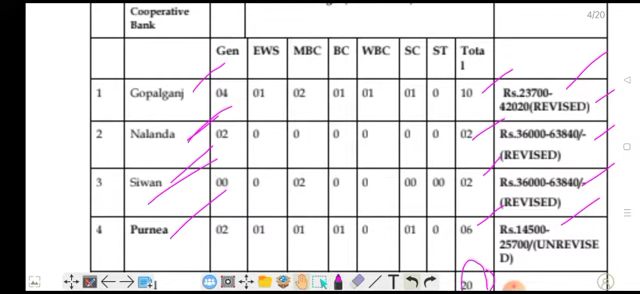 Cooperative
Bank
4/20
Gen EWS MBC BC WBC SC ST Tota
l
1 Gopalganj 04 01 02 01 01 01 0 10 Rs.23700-
42020(REVISED)
2 Nalanda 02 0 0 0 0 0 0 02 Rs.36000-63840/-
(REVISED)
3 Siwan 00 0 02 0 0 00 00 02 Rs.36000-63840/-
(REVISED)
4 Purnea 02 01 01 01 0 01 0 06 Rs.14500-
25700/(UNREVISE
D)
20